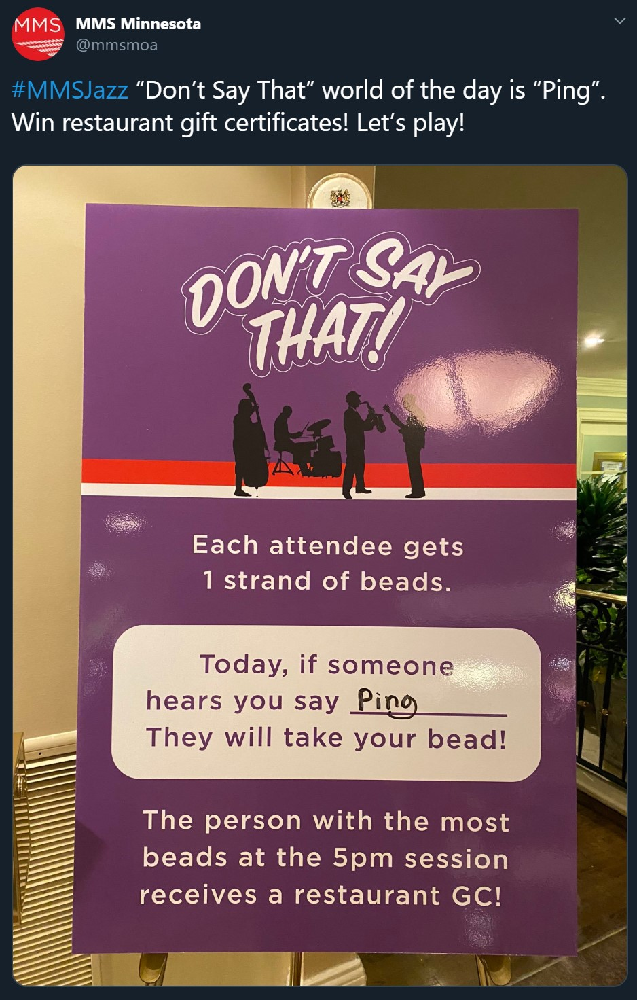 MMS
MMS Minnesota
@mmsmoa
#MMSJazz “Don’t Say That” world of the day is “Ping”.
Win restaurant gift certificates! Let’s play!
DON'T SAY
THAT!
Each attendee gets
1 strand of beads.
Today, if someone
hears you say Ping
They will take your bead!
The person with the most
beads at the 5pm session
receives a restaurant GC!